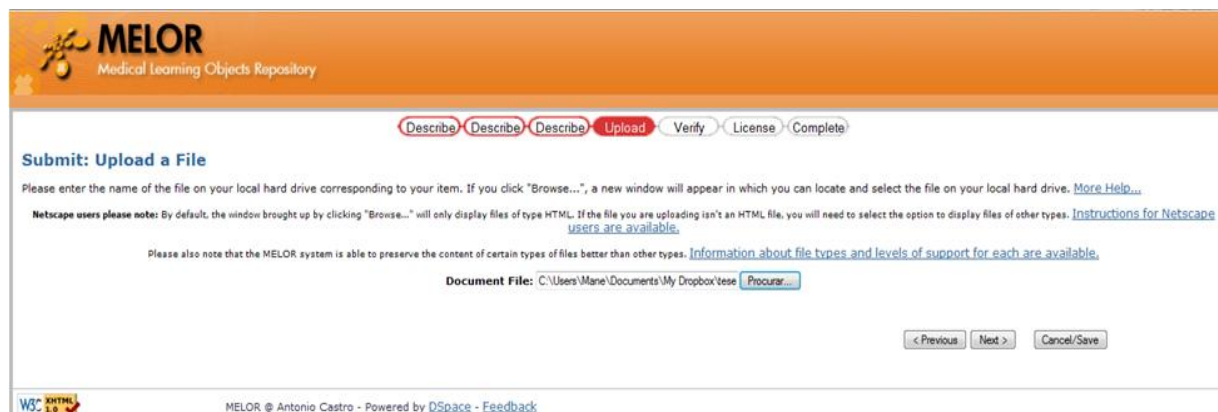 MELOR
Medical Learning Objects Repository
Describe Describe Describe Upload Verify License Complete
Submit: Upload a File
Please enter the name of the file on your local hard drive corresponding to your item. If you click "Browse...", a new window will appear in which you can locate and select the file on your local hard drive. More Help...
Netscape users please note: By default, the window brought up by clicking "Browse..." will only display files of type HTML. If the file you are uploading isn't an HTML file, you will need to select the option to display files of other types. Instructions for Netscape
users are available.
Please also note that the MELOR system is able to preserve the content of certain types of files better than other types. Information about file types and levels of support for each are available.
Document File: C:\Users\Mane\Documents\My Dropbox\tese Procurar...
< Previous Next > Cancel/Save
W3C XHTML 1.0 MELOR @ Antonio Castro - Powered by DSpace - Feedback